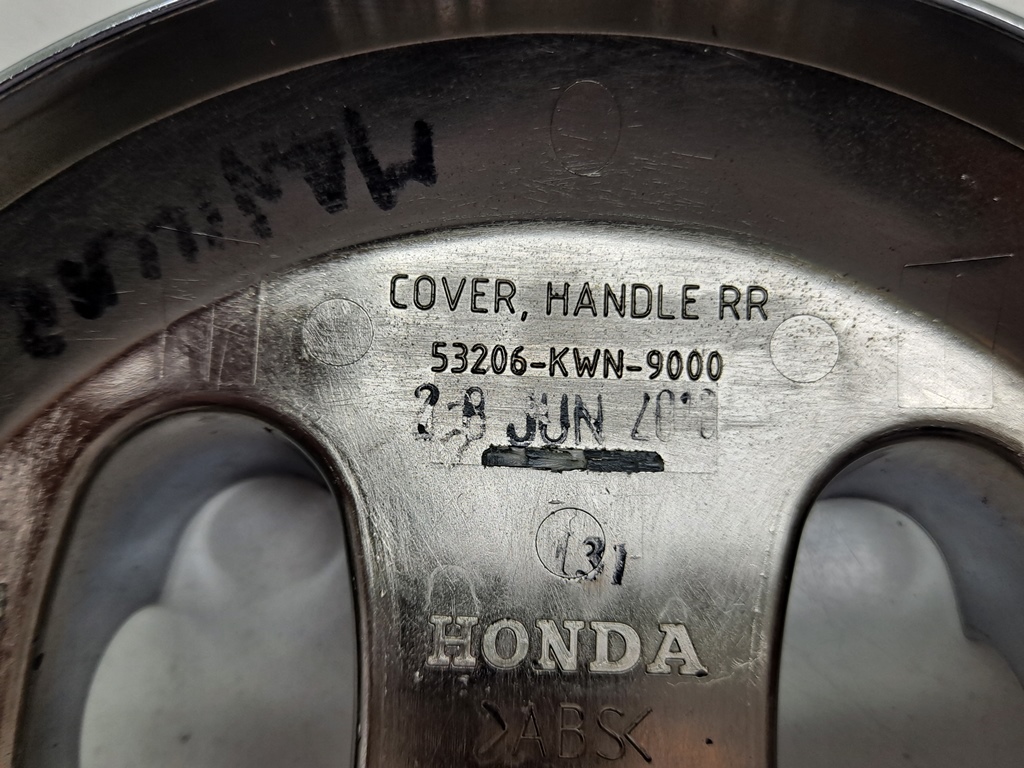 COVER, HANDLE RR
53206-KWN-9000
JUN
HONDA
>ABS<